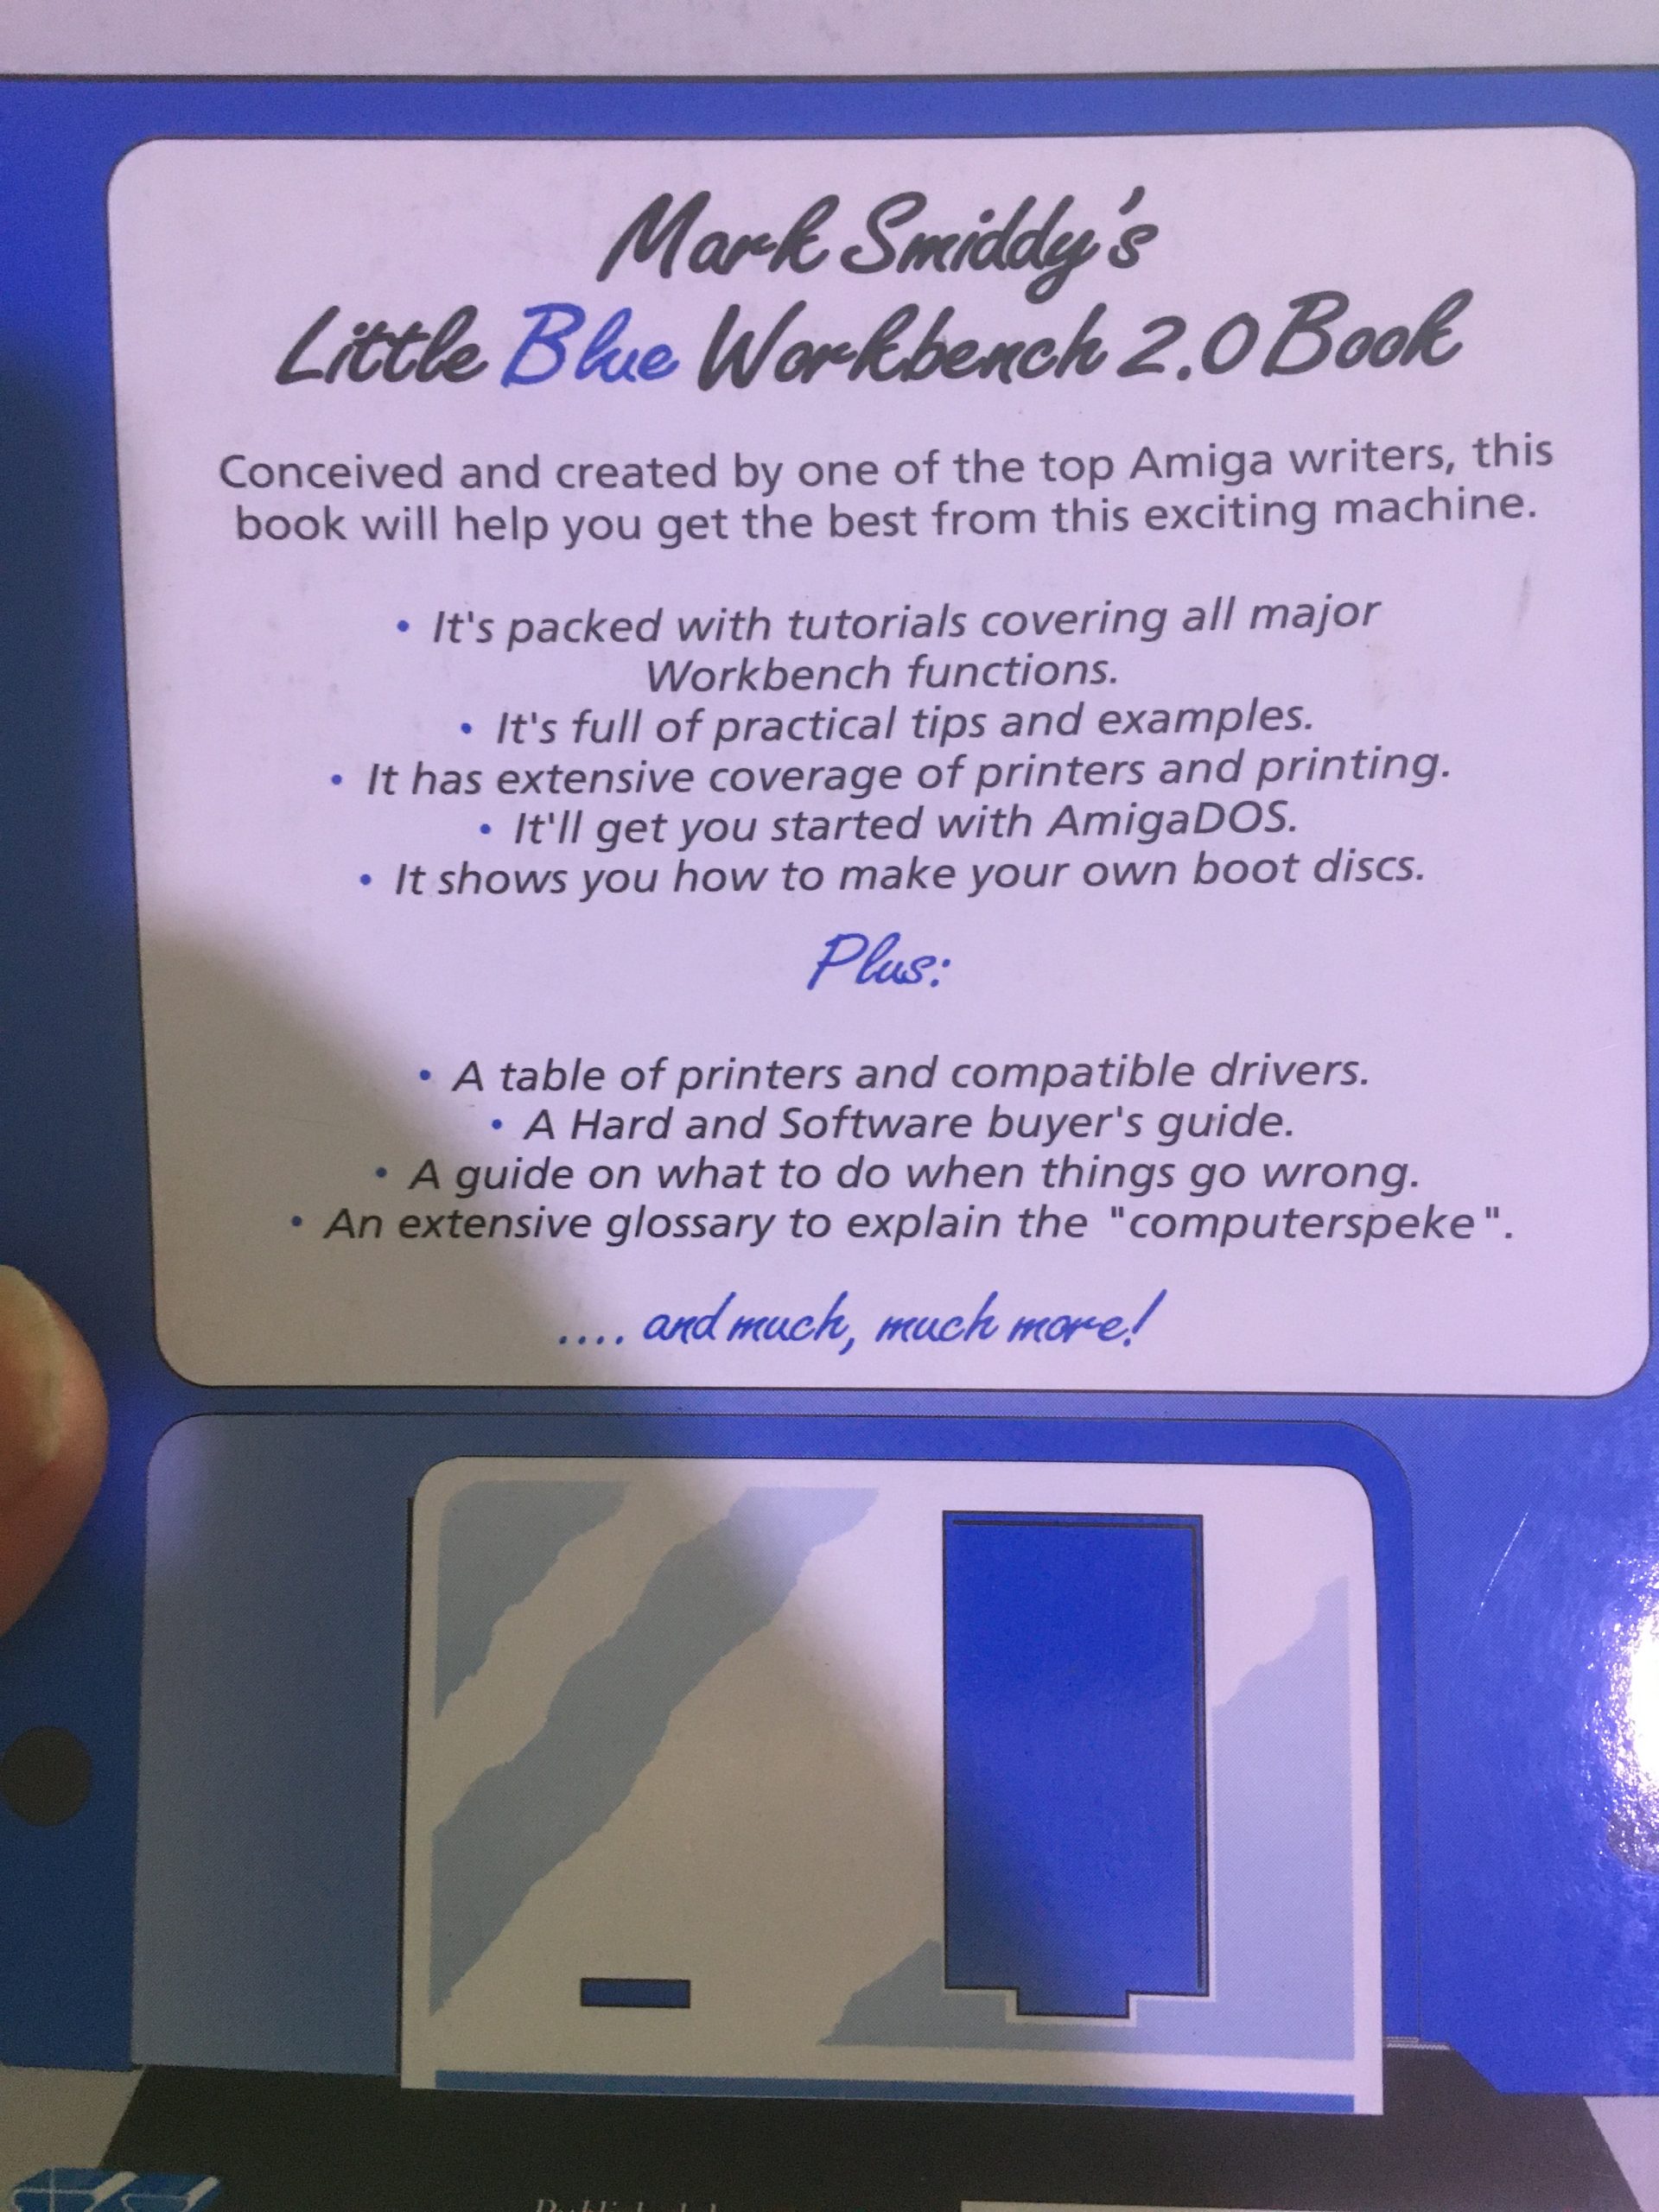 Mark Smiddy's
Little Blue Workbench 2.0 Book
Conceived and created by one of the top Amiga writers, this
book will help you get the best from this exciting machine.
• It's packed with tutorials covering all major
Workbench functions.
• It's full of practical tips and examples.
• It has extensive coverage of printers and printing.
• It'll get you started with AmigaDOS.
• It shows you how to make your own boot discs.
Plus:
• A table of printers and compatible drivers.
• A Hard and Software buyer's guide.
• A guide on what to do when things go wrong.
• An extensive glossary to explain the "computerspeke".
.... and much, much more!